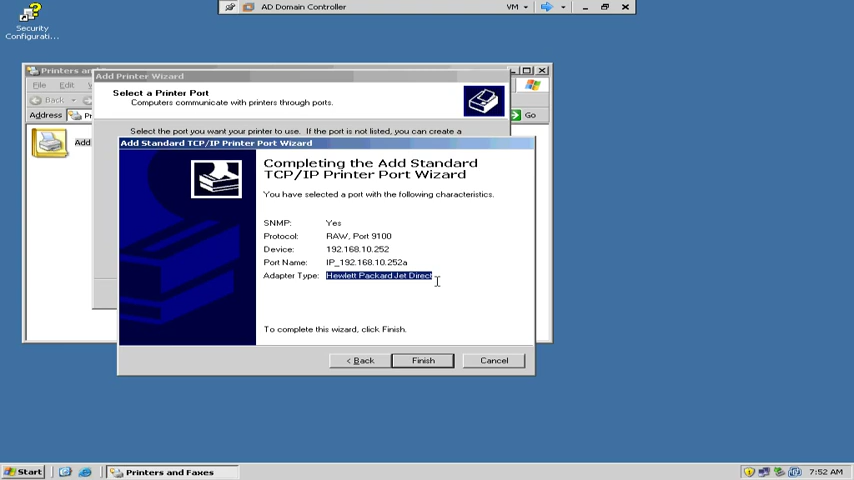 AD Domain Controller
VM
Security
Configurati...
Printers and
Add Printer Wizard
File Edit
Select a Printer Port
Computers communicate with printers through ports.
Back
Address
Go
Select the port you want your printer to use. If the port is not listed, you can create a
Add
Add Standard TCP/IP Printer Port Wizard
Completing the Add Standard
TCP/IP Printer Port Wizard
You have selected a port with the following characteristics.
SNMP: Yes
Protocol: RAW, Port 9100
Device: 192.168.10.252
Port Name: IP_192.168.10.252a
Adapter Type: Hewlett Packard Jet Direct
To complete this wizard, click Finish.
< Back Finish Cancel
Start Printers and Faxes 7:52 AM